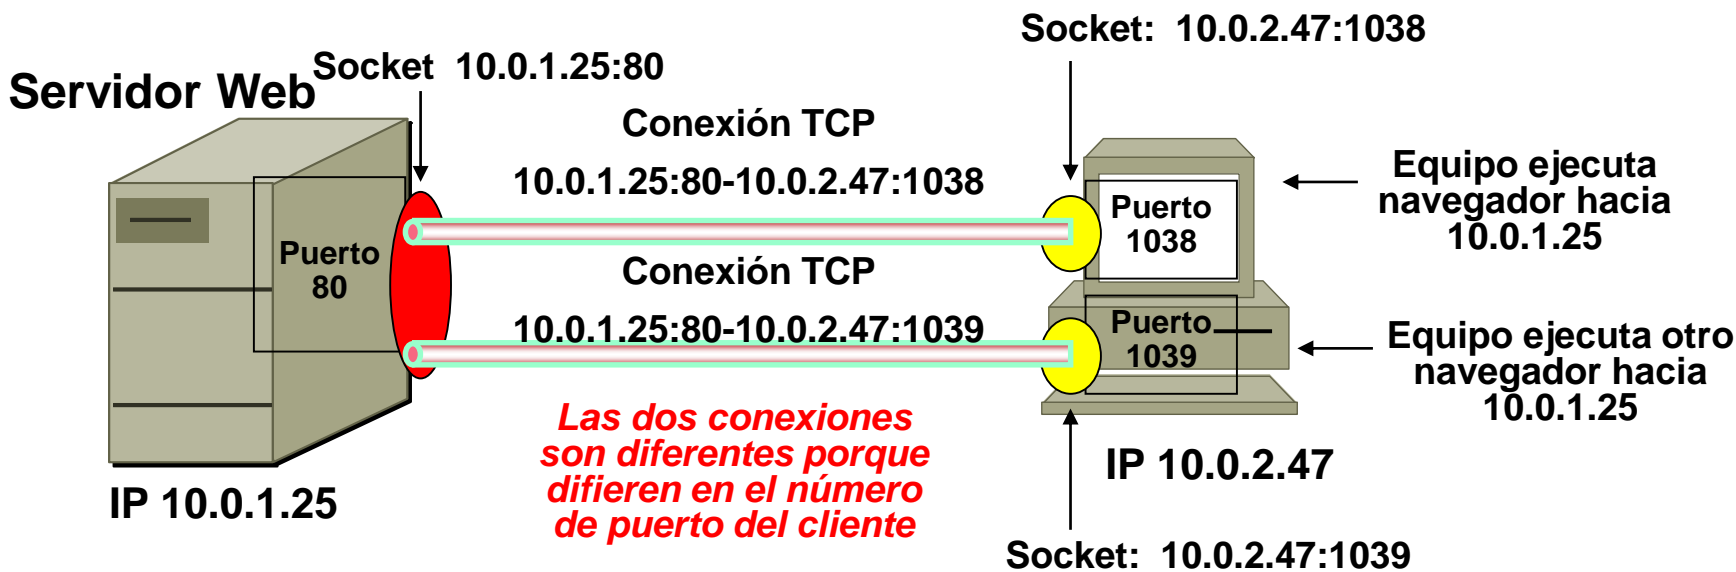 Socket: 10.0.2.47:1038
Socket 10.0.1.25:80
Servidor Web
Conexión TCP
10.0.1.25:80-10.0.2.47:1038
Puerto
1038
Equipo ejecuta
navegador hacia
10.0.1.25
Puerto
80
Conexión TCP
10.0.1.25:80-10.0.2.47:1039
Puerto
1039
Equipo ejecuta otro
navegador hacia
10.0.1.25
Las dos conexiones
son diferentes porque
difieren en el número
de puerto del cliente
IP 10.0.2.47
IP 10.0.1.25
Socket: 10.0.2.47:1039